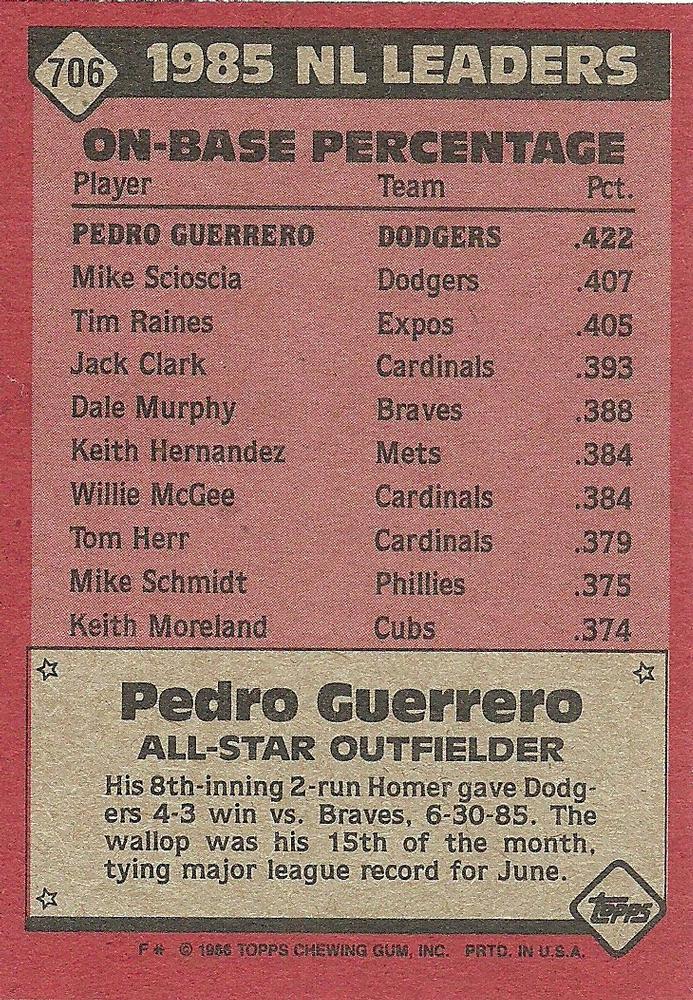 706 1985 NL LEADERS
ON-BASE PERCENTAGE
Player Team Pct.
PEDRO GUERRERO DODGERS .422
Mike Scioscia Dodgers .407
Tim Raines Expos .405
Jack Clark Cardinals .393
Dale Murphy Braves .388
Keith Hernandez Mets .384
Willie McGee Cardinals .384
Tom Herr Cardinals .379
Mike Schmidt Phillies .375
Keith Moreland Cubs .374
Pedro Guerrero
ALL-STAR OUTFIELDER
His 8th-inning 2-run Homer gave Dodg-
ers 4-3 win vs. Braves, 6-30-85. The
wallop was his 15th of the month,
tying major league record for June.
topps
F* © 1986 TOPPS CHEWING GUM, INC. PRTD. IN U.S.A.